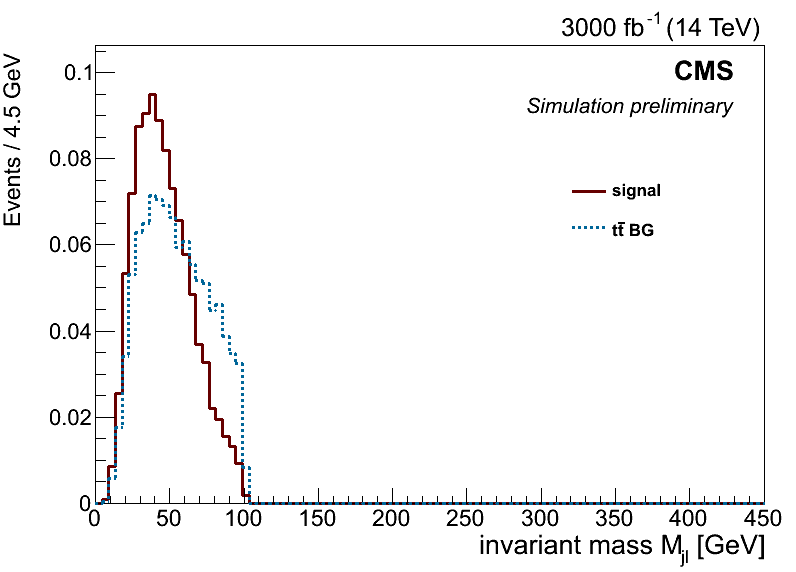 3000 fb⁻¹ (14 TeV)
CMS
Simulation preliminary
Events / 4.5 GeV
0.1
0.08
0.06
0.04
0.02
0
signal
tt̄ BG
0 50 100 150 200 250 300 350 400 450
invariant mass M_jl [GeV]